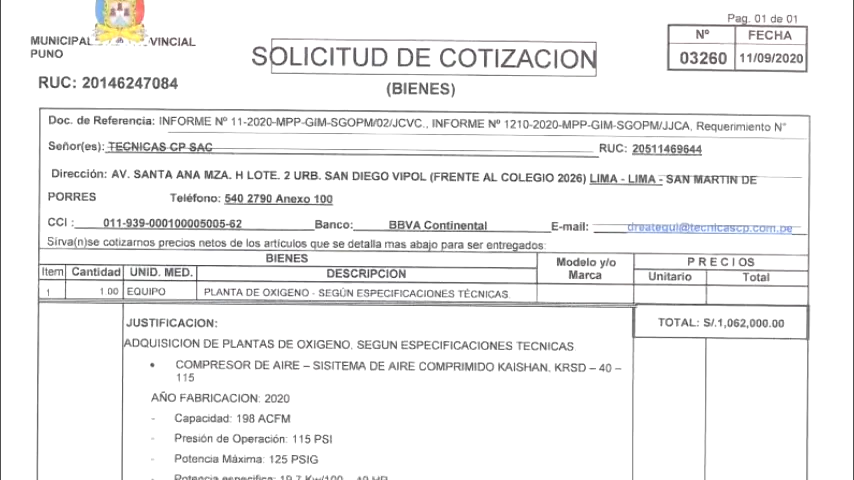 Pag. 01 de 01
MUNICIPAL VINCIAL
PUNO
RUC: 20146247084
SOLICITUD DE COTIZACION
(BIENES)
Nº FECHA
03260 11/09/2020
Doc. de Referencia: INFORME Nº 11-2020-MPP-GIM-SGOPM/02/JCVC., INFORME Nº 1210-2020-MPP-GIM-SGOPM/JJCA, Requerimiento N°
Señor(es): TECNICAS CP SAC RUC: 20511469644
Dirección: AV. SANTA ANA MZA. H LOTE. 2 URB. SAN DIEGO VIPOL (FRENTE AL COLEGIO 2026) LIMA - LIMA - SAN MARTIN DE
PORRES Teléfono: 540 2790 Anexo 100
CCI : 011-939-000100005005-62 Banco: BBVA Continental E-mail: dreategui@tecnicascp.com.pe
Sirva(n)se cotizarnos precios netos de los artículos que se detalla mas abajo para ser entregados:
BIENES Modelo y/o Marca PRECIOS
Item Cantidad UNID. MED. DESCRIPCION Unitario Total
1 1.00 EQUIPO PLANTA DE OXIGENO - SEGÚN ESPECIFICACIONES TÉCNICAS.
JUSTIFICACION: TOTAL: S/.1,062,000.00
ADQUISICION DE PLANTAS DE OXIGENO, SEGUN ESPECIFICACIONES TECNICAS
• COMPRESOR DE AIRE – SISITEMA DE AIRE COMPRIMIDO KAISHAN, KRSD – 40 –
115
AÑO FABRICACION: 2020
- Capacidad: 198 ACFM
- Presión de Operación: 115 PSI
- Potencia Máxima: 125 PSIG
- Potencia especifica: 19.7 Kw/100 - 40 HP